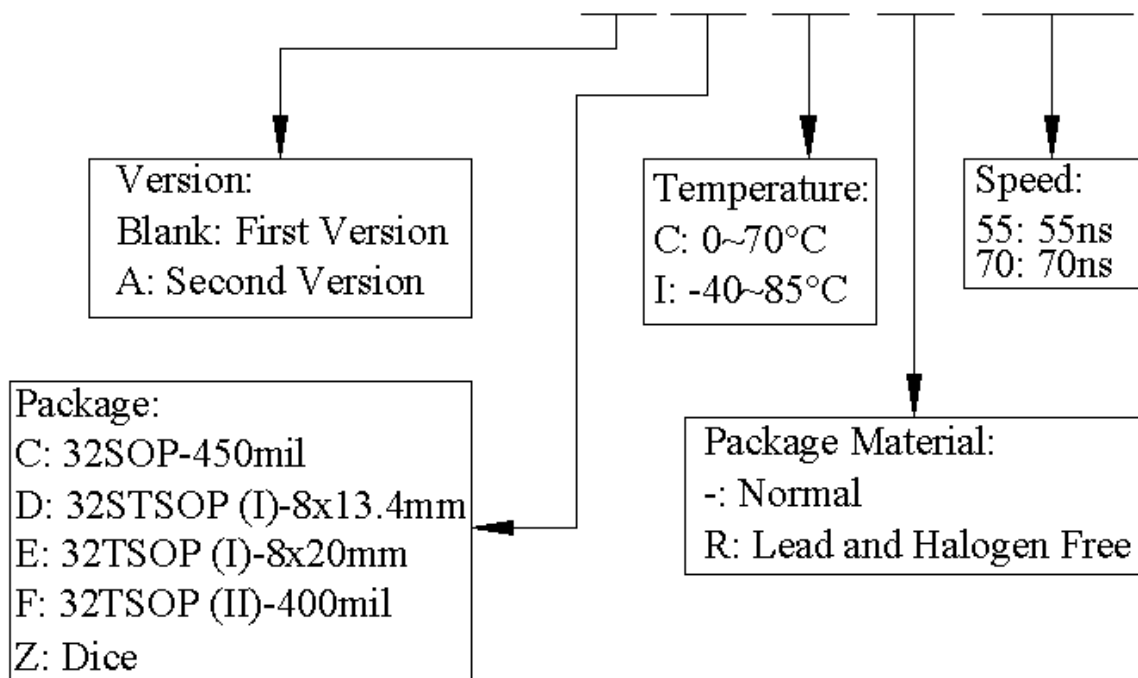 Version:
Blank: First Version
A: Second Version
Temperature:
C: 0~70°C
I: -40~85°C
Speed:
55: 55ns
70: 70ns
Package:
C: 32SOP-450mil
D: 32STSOP (I)-8x13.4mm
E: 32TSOP (I)-8x20mm
F: 32TSOP (II)-400mil
Z: Dice
Package Material:
-: Normal
R: Lead and Halogen Free